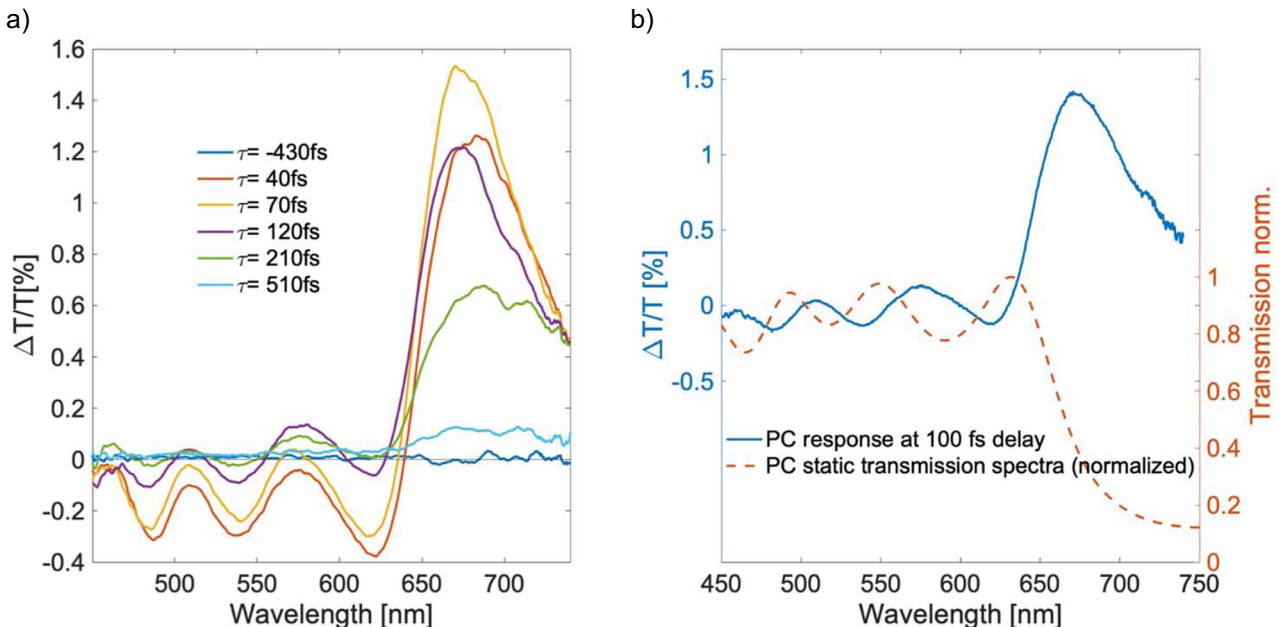 a)
1.6
1.4
1.2
1
0.8
0.6
0.4
0.2
0
-0.2
-0.4
ΔT/T[%]
τ= -430fs
τ= 40fs
τ= 70fs
τ= 120fs
τ= 210fs
τ= 510fs
500 550 600 650 700
Wavelength [nm]
b)
1.5
1
0.5
0
-0.5
ΔT/T [%]
PC response at 100 fs delay
PC static transmission spectra (normalized)
1
0.8
0.6
0.4
0.2
0
Transmission norm.
450 500 550 600 650 700 750
Wavelength [nm]